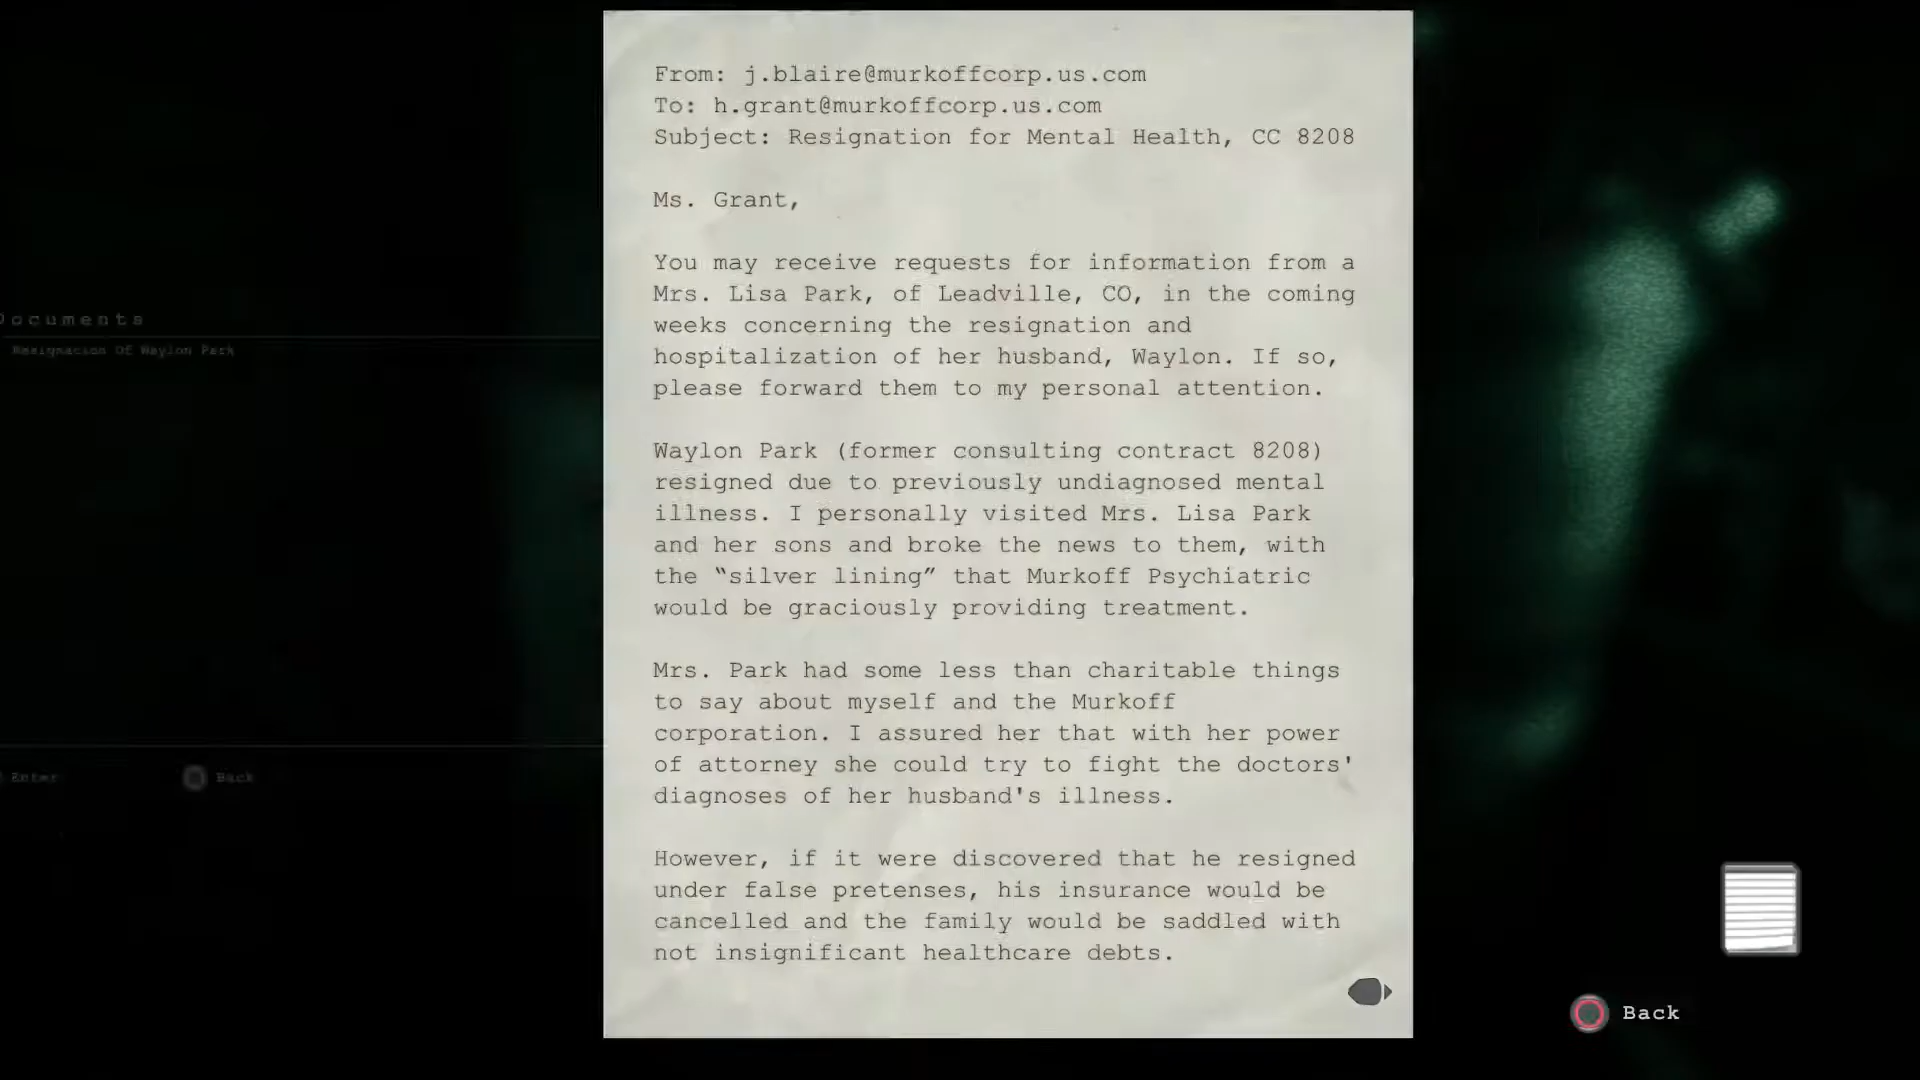 From: j.blaire@murkoffcorp.us.com
To: h.grant@murkoffcorp.us.com
Subject: Resignation for Mental Health, CC 8208
Ms. Grant,
You may receive requests for information from a
Mrs. Lisa Park, of Leadville, CO, in the coming
weeks concerning the resignation and
hospitalization of her husband, Waylon. If so,
please forward them to my personal attention.
Waylon Park (former consulting contract 8208)
resigned due to previously undiagnosed mental
illness. I personally visited Mrs. Lisa Park
and her sons and broke the news to them, with
the “silver lining” that Murkoff Psychiatric
would be graciously providing treatment.
Mrs. Park had some less than charitable things
to say about myself and the Murkoff
corporation. I assured her that with her power
of attorney she could try to fight the doctors'
diagnoses of her husband's illness.
However, if it were discovered that he resigned
under false pretenses, his insurance would be
cancelled and the family would be saddled with
not insignificant healthcare debts.
Documents
Resignation Of Waylon Park
Enter
Back
Back